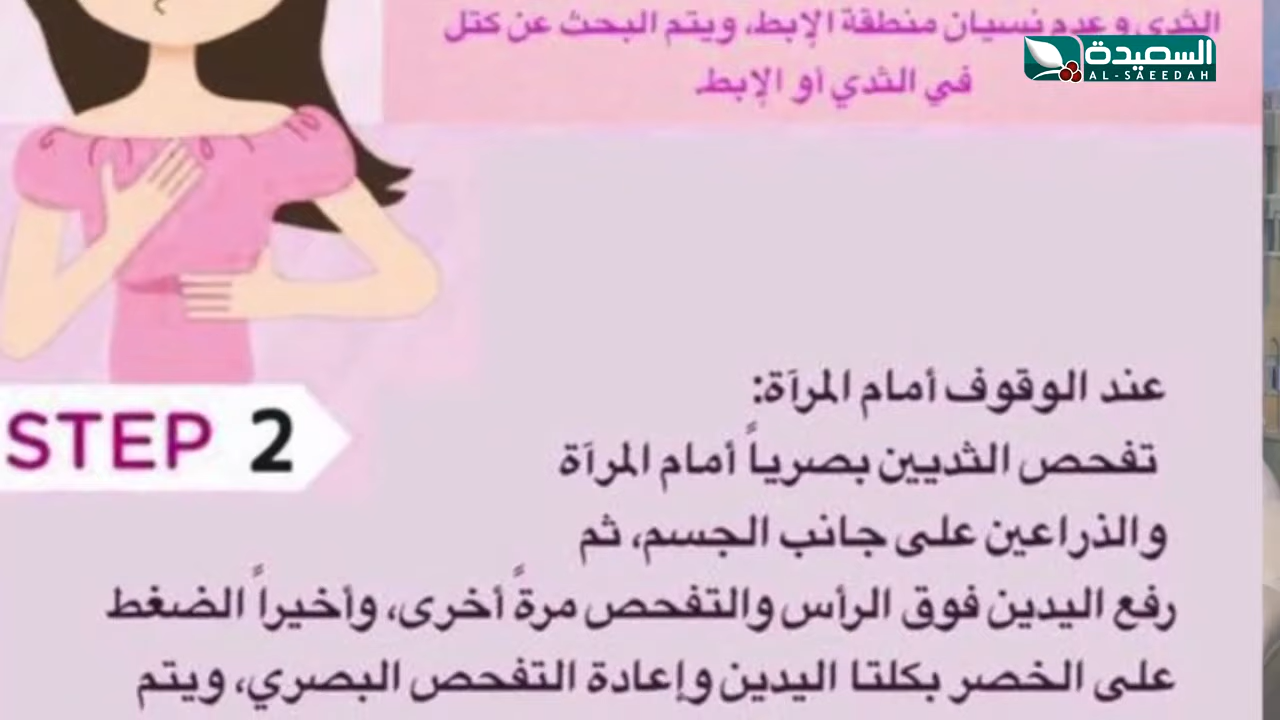 الثدي وعدم نسيان منطقة الإبط، ويتم البحث عن كتل
السعيدة
AL-SAEEDAH
في الثدي أو الإبط.
عند الوقوف أمام المرآة:
STEP 2
تفحص الثديين بصرياً أمام المرآة
والذراعين على جانب الجسم، ثم
رفع اليدين فوق الرأس والتفحص مرةً أخرى، وأخيراً الضغط
على الخصر بكلتا اليدين وإعادة التفحص البصري، ويتم